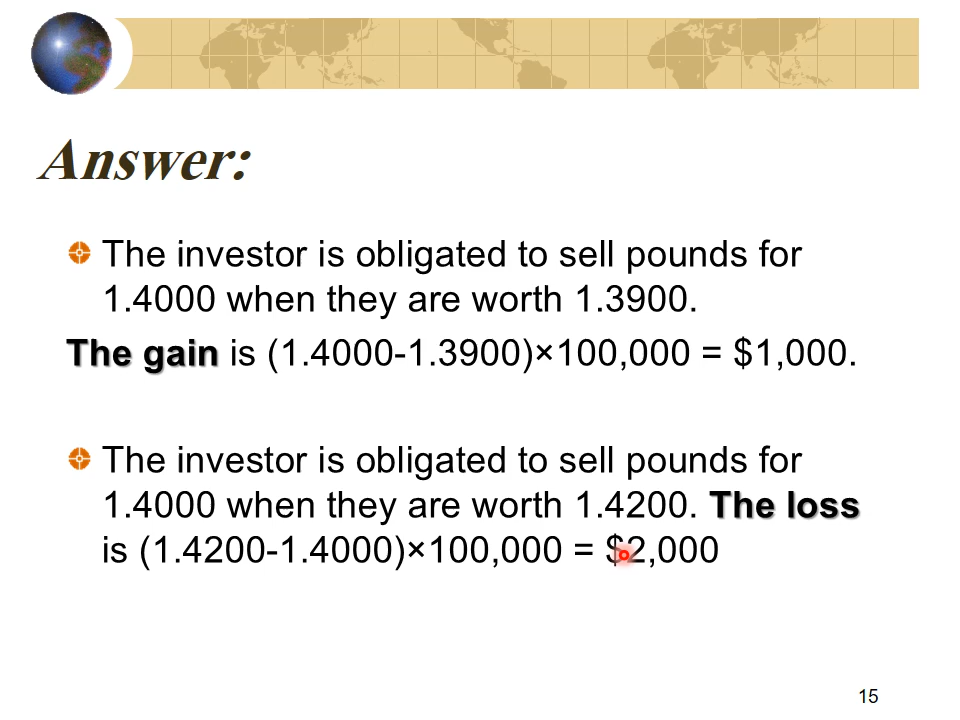 Answer:
The investor is obligated to sell pounds for
1.4000 when they are worth 1.3900.
The gain is (1.4000-1.3900)×100,000 = $1,000.
The investor is obligated to sell pounds for
1.4000 when they are worth 1.4200. The loss
is (1.4200-1.4000)×100,000 = $2,000
15